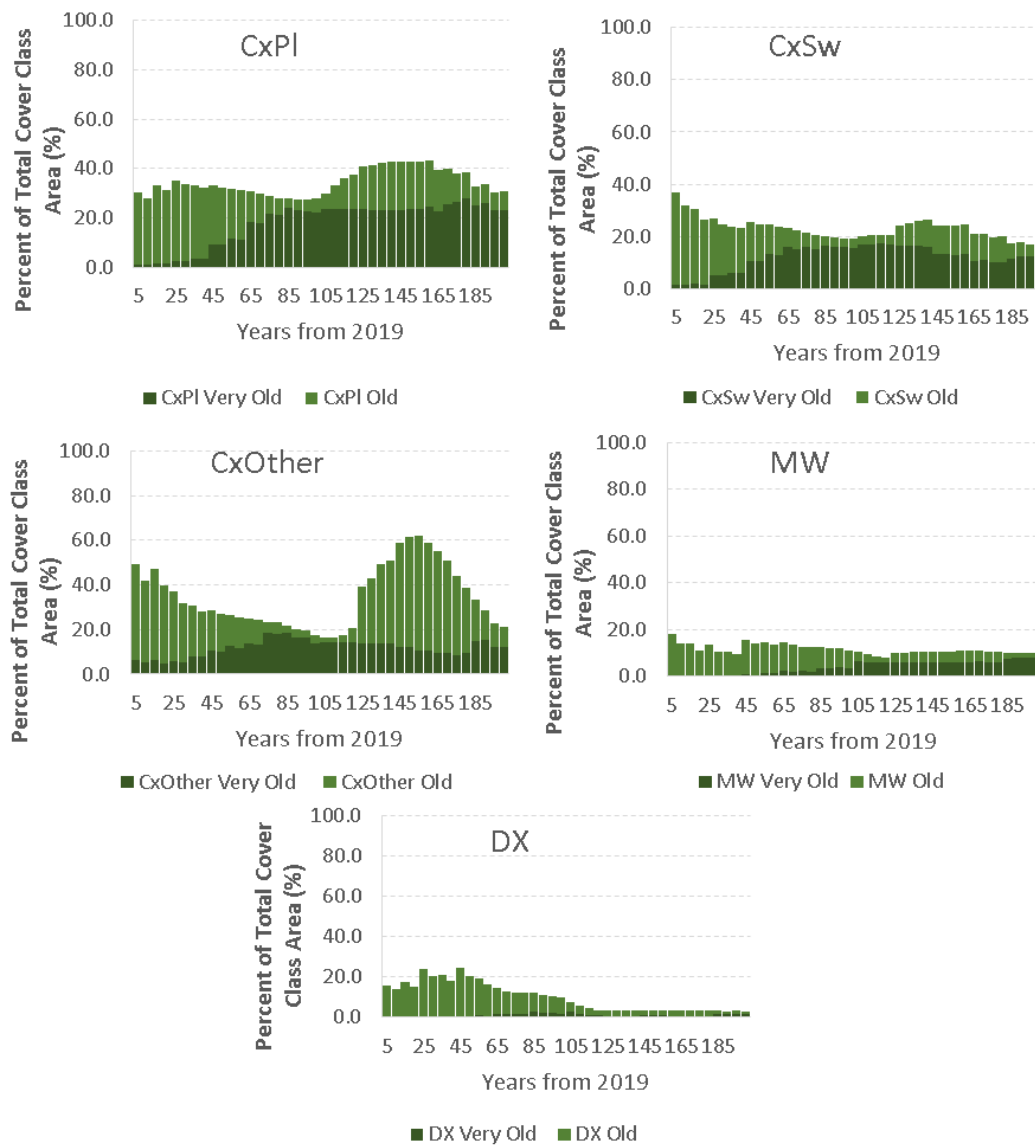 CxPl
Percent of Total Cover Class
Area (%)
100.0
80.0
60.0
40.0
20.0
0.0
5 25 45 65 85 105 125 145 165 185
Years from 2019
CxPl Very Old CxPl Old
CxSw
Percent of Total Cover Class
Area (%)
100.0
80.0
60.0
40.0
20.0
0.0
5 25 45 65 85 105 125 145 165 185
Years from 2019
CxSw Very Old CxSw Old
CxOther
Percent of Total Cover Class
Area (%)
100.0
80.0
60.0
40.0
20.0
0.0
5 25 45 65 85 105 125 145 165 185
Years from 2019
CxOther Very Old CxOther Old
MW
Percent of Total Cover Class
Area (%)
100.0
80.0
60.0
40.0
20.0
0.0
5 25 45 65 85 105 125 145 165 185
Years from 2019
MW Very Old MW Old
DX
Percent of Total Cover
Class Area (%)
100.0
80.0
60.0
40.0
20.0
0.0
5 25 45 65 85 105 125 145 165 185
Years from 2019
DX Very Old DX Old